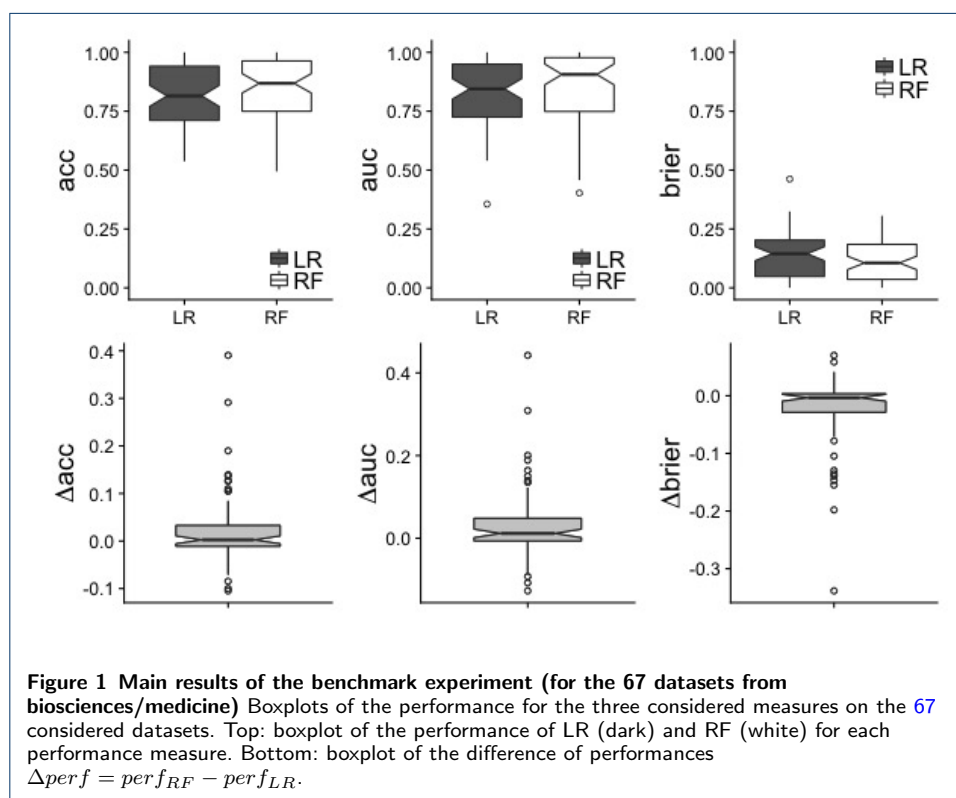 1.00
0.75
0.50
0.25
0.00
acc
LR
RF
LR RF
1.00
0.75
0.50
0.25
0.00
auc
LR
RF
LR RF
1.00
0.75
0.50
0.25
0.00
brier
LR
RF
LR RF
0.4
0.3
0.2
0.1
0.0
-0.1
Δacc
0.4
0.2
0.0
Δauc
0.0
-0.1
-0.2
-0.3
Δbrier
Figure 1 Main results of the benchmark experiment (for the 67 datasets from
biosciences/medicine) Boxplots of the performance for the three considered measures on the 67
considered datasets. Top: boxplot of the performance of LR (dark) and RF (white) for each
performance measure. Bottom: boxplot of the difference of performances
Δperf = perf_RF − perf_LR.